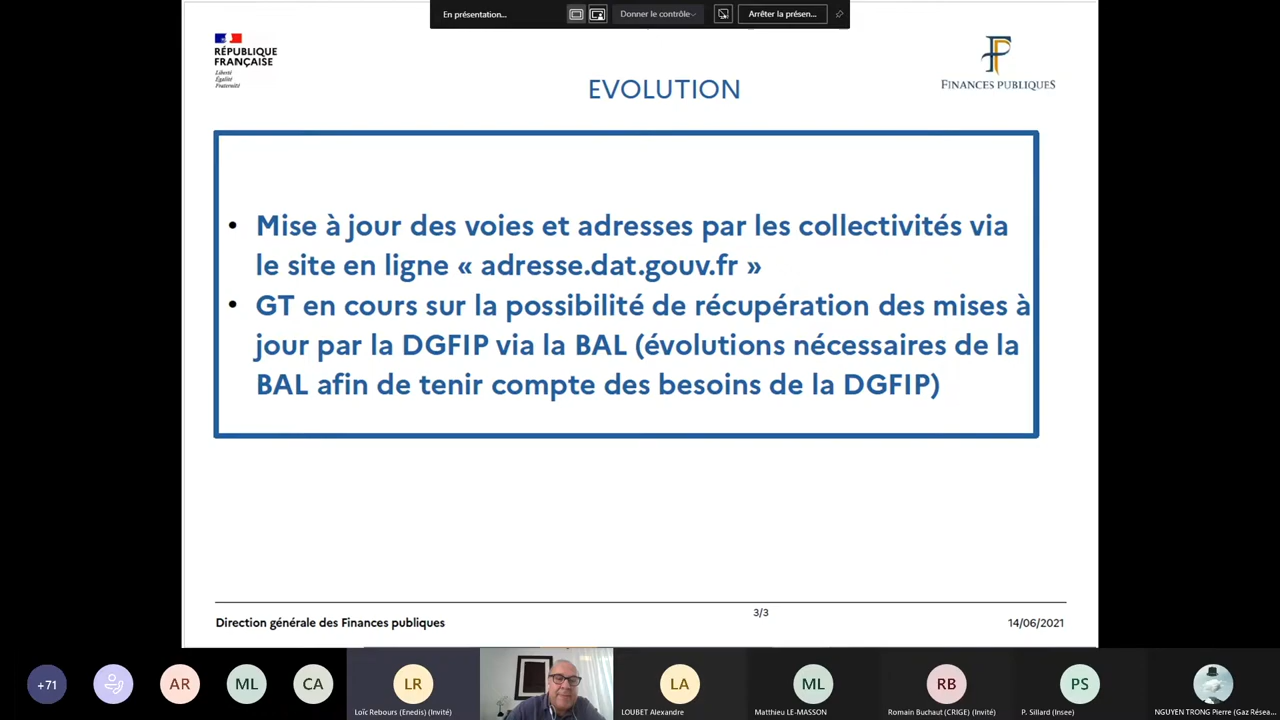 En présentation...
Donner le contrôle
Arrêter la présen...
RÉPUBLIQUE
FRANÇAISE
Liberté
Égalité
Fraternité
FINANCES PUBLIQUES
EVOLUTION
• Mise à jour des voies et adresses par les collectivités via
le site en ligne « adresse.dat.gouv.fr »
• GT en cours sur la possibilité de récupération des mises à
jour par la DGFIP via la BAL (évolutions nécessaires de la
BAL afin de tenir compte des besoins de la DGFIP)
3/3
Direction générale des Finances publiques
14/06/2021
+71
AR
ML
CA
LR
LA
ML
RB
PS
Loïc Rebours (Enedis) (Invité)
LOUBET Alexandre
Matthieu LE-MASSON
Romain Buchaut (CRIGE) (Invité)
P. Sillard (Insee)
NGUYEN TRONG Pierre (Gaz Résea...